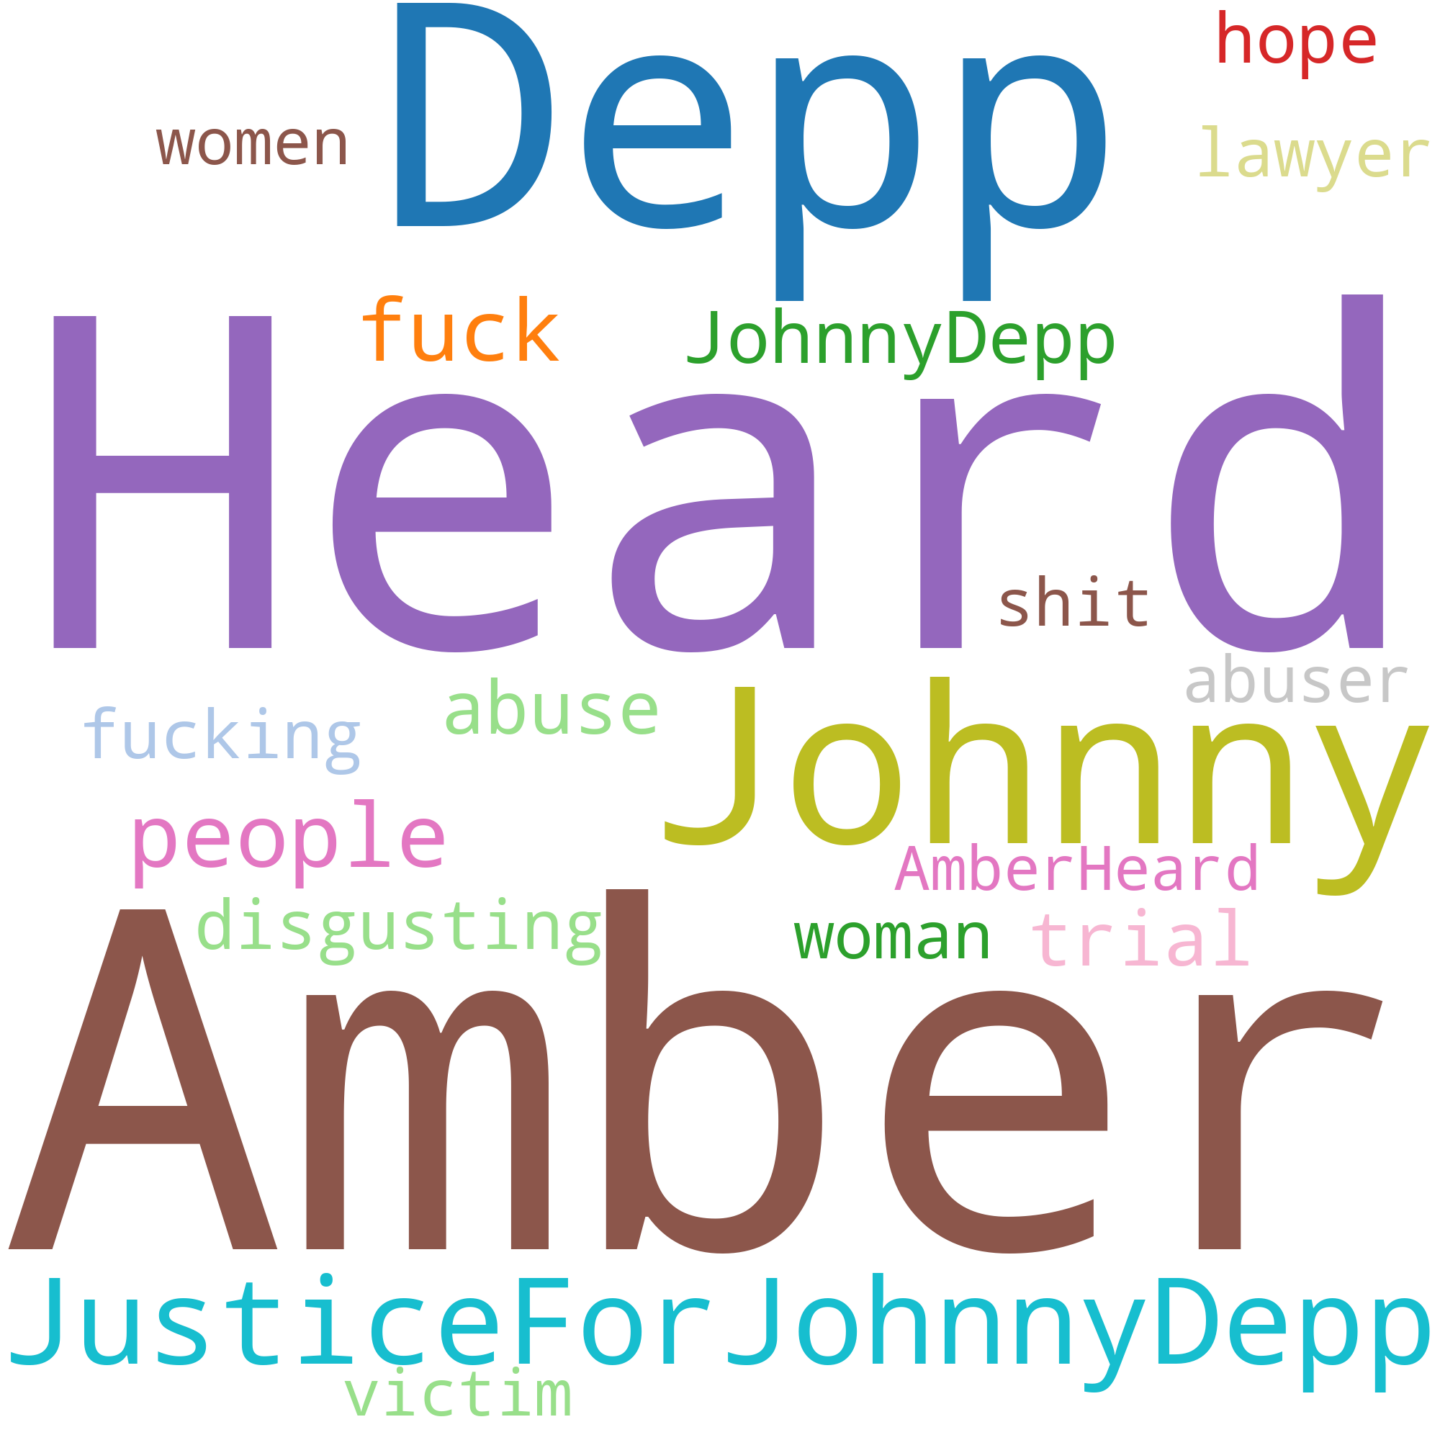 hope
Depp
women
lawyer
fuck
JohnnyDepp
Heard
shit
abuser
abuse
fucking
Johnny
people
AmberHeard
disgusting
woman
trial
Amber
JusticeForJohnnyDepp
victim